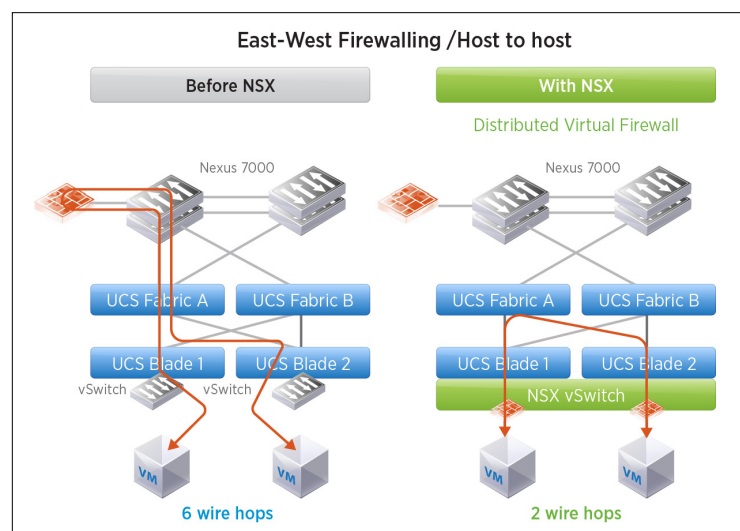 East-West Firewalling /Host to host
Before NSX
With NSX
Distributed Virtual Firewall
Nexus 7000
Nexus 7000
UCS Fabric A
UCS Fabric B
UCS Fabric A
UCS Fabric B
UCS Blade 1
UCS Blade 2
UCS Blade 1
UCS Blade 2
vSwitch
vSwitch
NSX vSwitch
VM
VM
VM
VM
6 wire hops
2 wire hops